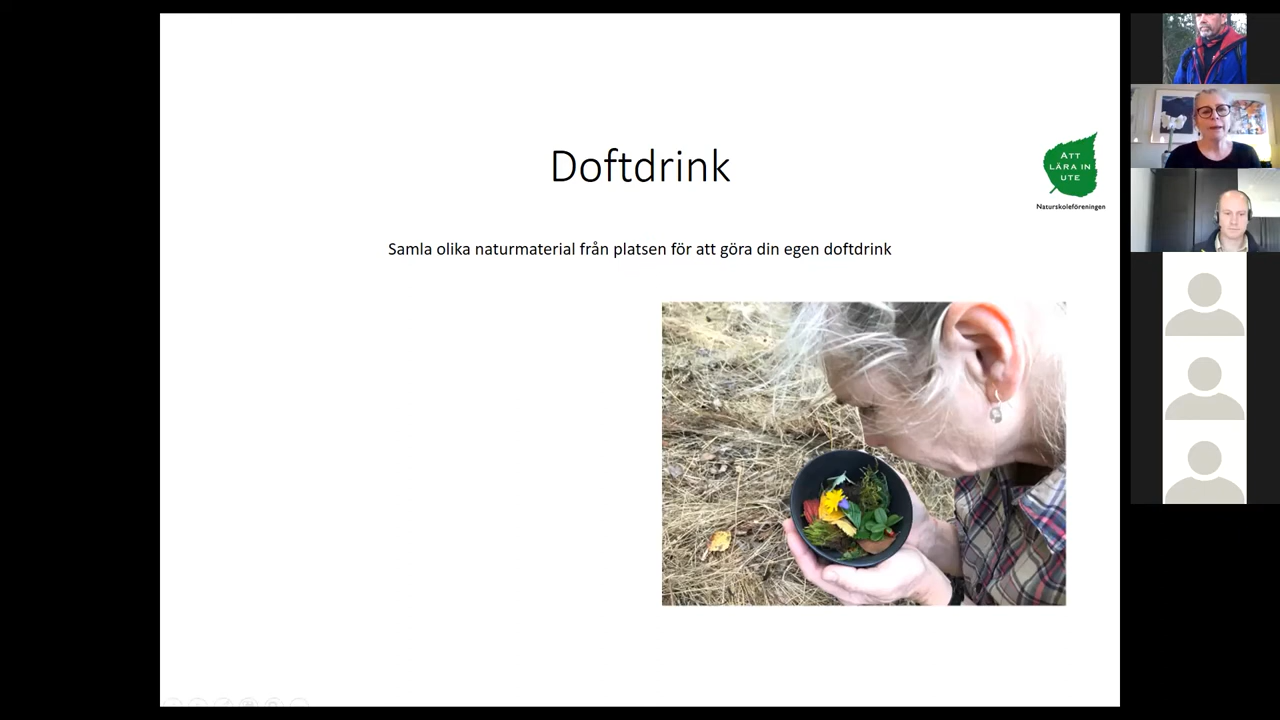 Doftdrink
ATT
LÄRA IN
UTE
Naturskoleföreningen
Samla olika naturmaterial från platsen för att göra din egen doftdrink